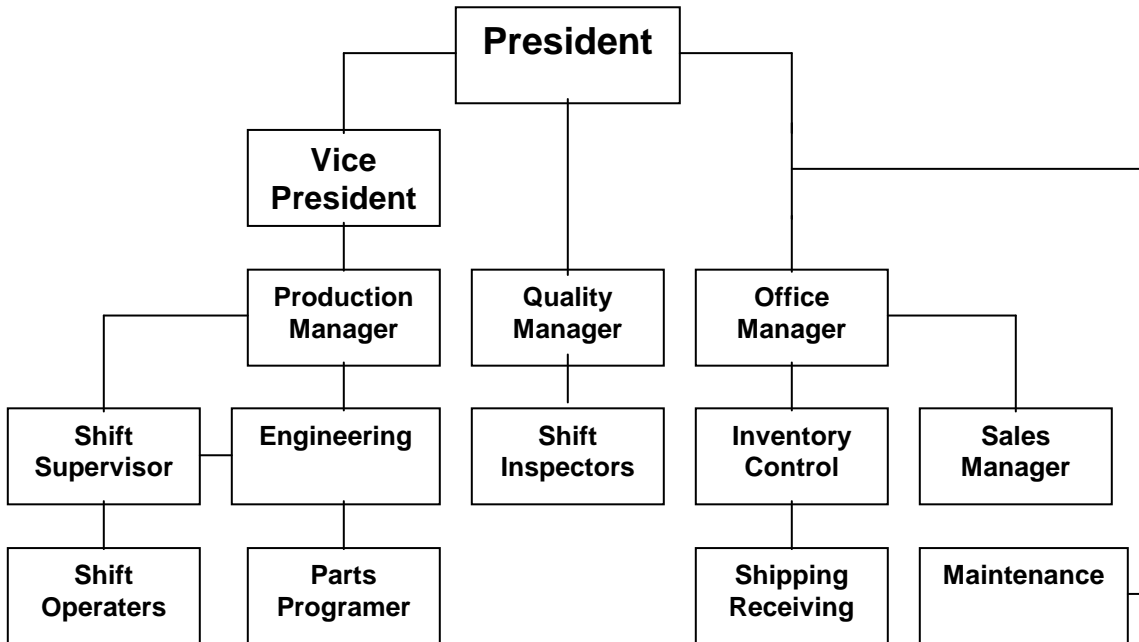 President
Vice
President
Production
Manager
Quality
Manager
Office
Manager
Shift
Supervisor
Engineering
Shift
Inspectors
Inventory
Control
Sales
Manager
Shift
Operaters
Parts
Programer
Shipping
Receiving
Maintenance